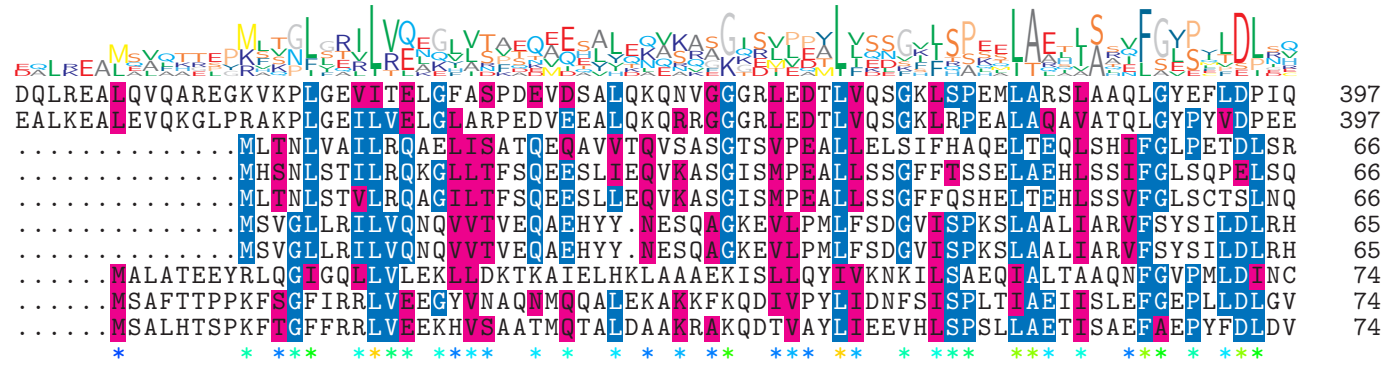 DQLREALQVQAREGKVKPLGEVITELGFASPDEVDSALQKQNVGGGRLEDTLVQSGKLSPEMLARSLAAQLGYEFLDPIQ 397
EALKEALEVQKGLPRAKPLGEILVELGLARPEDVEEALQKQRRGGGRLEDTLVQSGKLRPEALAQAVATQLGYPYVDPEE 397
..............MLTNLVAILRQAELISATQEQAVVTQVSASGTSVPEALLELSIFHAQELTEQLSHIFGLPETDLSR 66
..............MHSNLSTILRQKGLLTFSQEESLIEQVKASGISMPEALLSSGFFTSSELAEHLSSIFGLSQPELSQ 66
..............MLTNLSTVLRQAGILTFSQEESLLEQVKASGISMPEALLSSGFFQSHELTEHLSSVFGLSCTSLNQ 66
..............MSVGLLRILVQNQVVTVEQAEHYY.NESQAGKEVLPMLFSDGVISPKSLAALIARVFSYSILDLRH 65
..............MSVGLLRILVQNQVVTVEQAEHYY.NESQAGKEVLPMLFSDGVISPKSLAALIARVFSYSILDLRH 65
......MALATEEYRLQGIGQLLVLEKLLDKTKAIELHKLAAAEKISLLQYIVKNKILSAEQIALTAAQNFGVPMLDINC 74
......MSAFTTPPKFSGFIRRLVEEGYVNAQNMQQALEKAKKFKQDIVPYLIDNFSISPLTIAEIISLEFGEPLLDLGV 74
......MSALHTSPKFTGFFRRLVEEKHVSAATMQTALDAAKRAKQDTVAYLIEEVHLSPSLLAETISAEFAEPYFDLDV 74